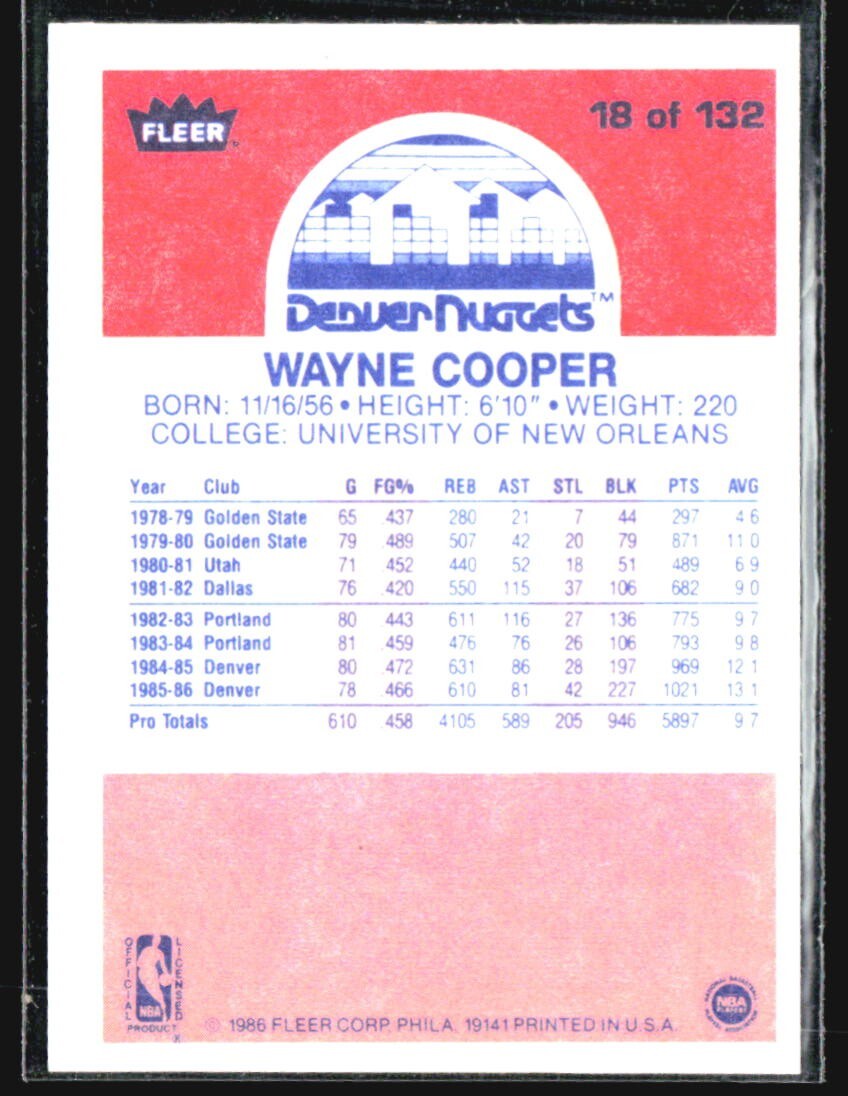 FLEER®
18 of 132
Denver Nuggets™
WAYNE COOPER
BORN: 11/16/56 • HEIGHT: 6'10" • WEIGHT: 220
COLLEGE: UNIVERSITY OF NEW ORLEANS
Year Club G FG% REB AST STL BLK PTS AVG
1978-79 Golden State 65 .437 280 21 7 44 297 4.6
1979-80 Golden State 79 .489 507 42 20 79 871 11.0
1980-81 Utah 71 .452 440 52 18 51 489 6.9
1981-82 Dallas 76 .420 550 115 37 106 682 9.0
1982-83 Portland 80 .443 611 116 27 136 775 9.7
1983-84 Portland 81 .459 476 76 26 106 793 9.8
1984-85 Denver 80 .472 631 86 28 197 969 12.1
1985-86 Denver 78 .466 610 81 42 227 1021 13.1
Pro Totals 610 .458 4105 589 205 946 5897 9.7
OFFICIAL
NBA
LICENSED
PRODUCT
®
© 1986 FLEER CORP. PHILA. 19141 PRINTED IN U.S.A.
NATIONAL BASKETBALL
NBA
PLAYERS
PLAYERS ASSOCIATION